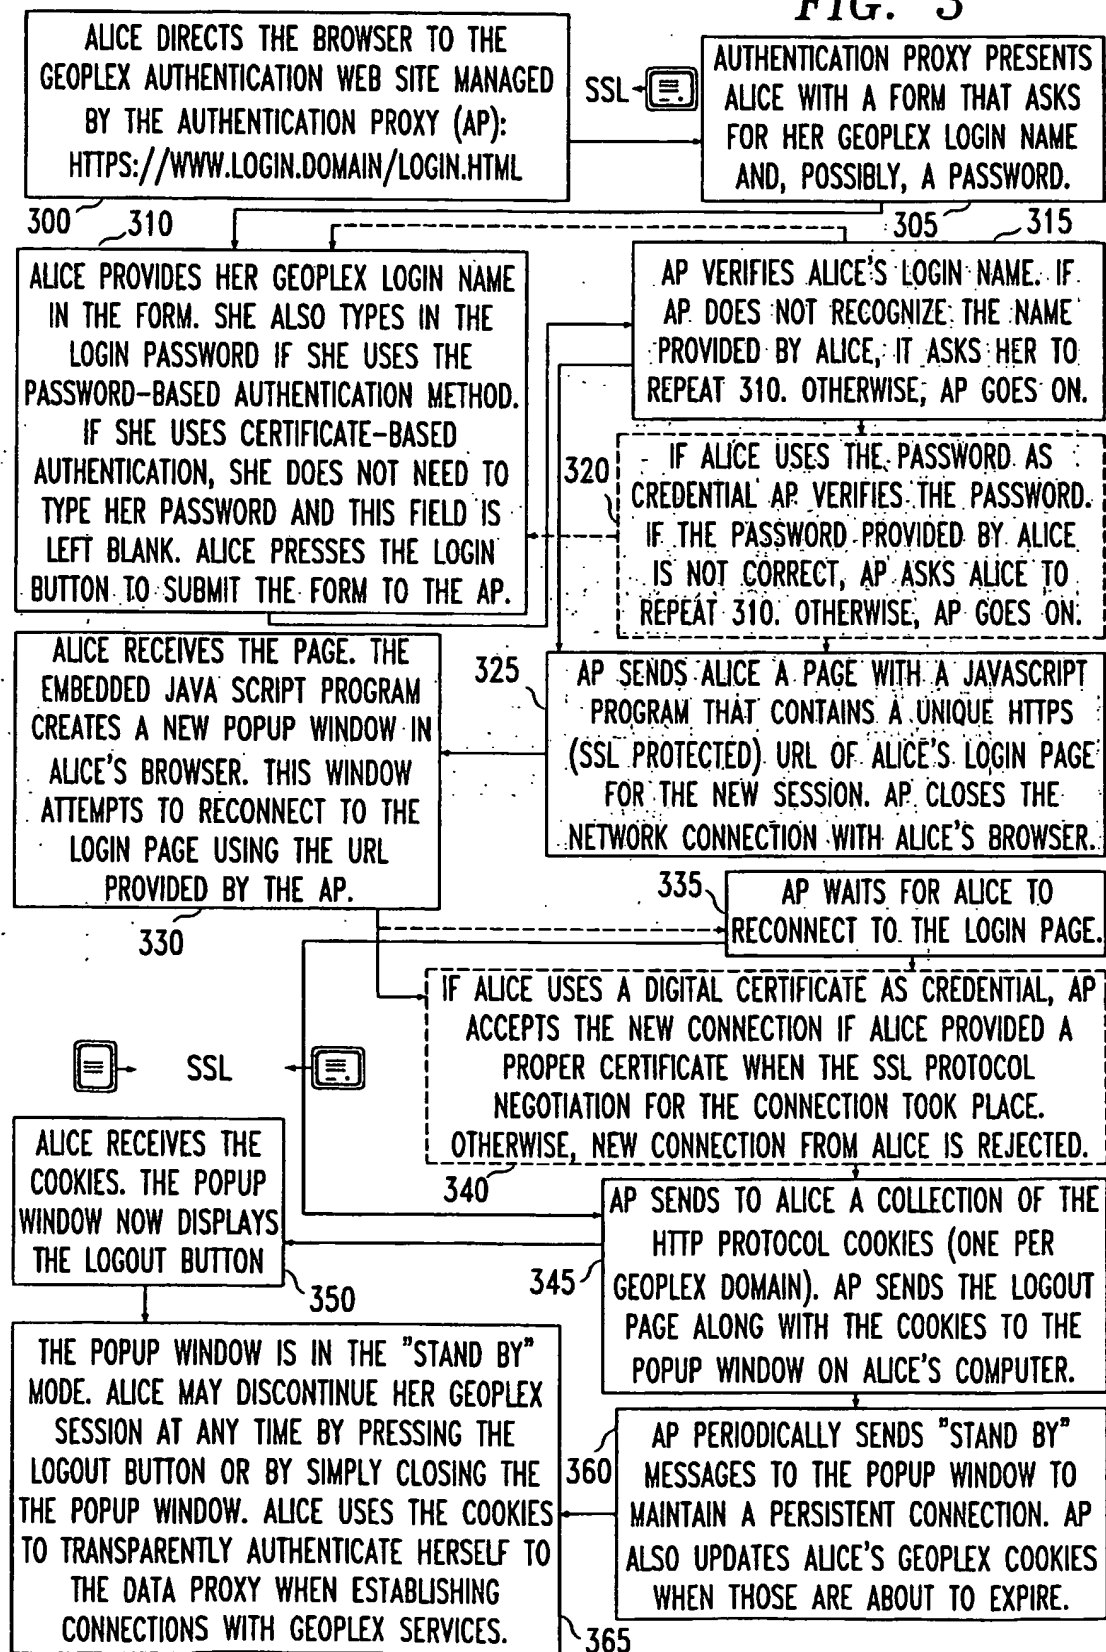 FIG. 3
ALICE DIRECTS THE BROWSER TO THE
GEOPLEX AUTHENTICATION WEB SITE MANAGED
BY THE AUTHENTICATION PROXY (AP):
HTTPS://WWW.LOGIN.DOMAIN/LOGIN.HTML
300
SSL
AUTHENTICATION PROXY PRESENTS
ALICE WITH A FORM THAT ASKS
FOR HER GEOPLEX LOGIN NAME
AND, POSSIBLY, A PASSWORD.
305
310
ALICE PROVIDES HER GEOPLEX LOGIN NAME
IN THE FORM. SHE ALSO TYPES IN THE
LOGIN PASSWORD IF SHE USES THE
PASSWORD-BASED AUTHENTICATION METHOD.
IF SHE USES CERTIFICATE-BASED
AUTHENTICATION, SHE DOES NOT NEED TO
TYPE HER PASSWORD AND THIS FIELD IS
LEFT BLANK. ALICE PRESSES THE LOGIN
BUTTON TO SUBMIT THE FORM TO THE AP.
315
AP VERIFIES ALICE'S LOGIN NAME. IF
AP DOES NOT RECOGNIZE THE NAME
PROVIDED BY ALICE, IT ASKS HER TO
REPEAT 310. OTHERWISE, AP GOES ON.
320
IF ALICE USES THE PASSWORD AS
CREDENTIAL AP VERIFIES THE PASSWORD.
IF THE PASSWORD PROVIDED BY ALICE
IS NOT CORRECT, AP ASKS ALICE TO
REPEAT 310. OTHERWISE, AP GOES ON.
325
AP SENDS ALICE A PAGE WITH A JAVASCRIPT
PROGRAM THAT CONTAINS A UNIQUE HTTPS
(SSL PROTECTED) URL OF ALICE'S LOGIN PAGE
FOR THE NEW SESSION. AP CLOSES THE
NETWORK CONNECTION WITH ALICE'S BROWSER.
ALICE RECEIVES THE PAGE. THE
EMBEDDED JAVA SCRIPT PROGRAM
CREATES A NEW POPUP WINDOW IN
ALICE'S BROWSER. THIS WINDOW
ATTEMPTS TO RECONNECT TO THE
LOGIN PAGE USING THE URL
PROVIDED BY THE AP.
330
335
AP WAITS FOR ALICE TO
RECONNECT TO THE LOGIN PAGE.
IF ALICE USES A DIGITAL CERTIFICATE AS CREDENTIAL, AP
ACCEPTS THE NEW CONNECTION IF ALICE PROVIDED A
PROPER CERTIFICATE WHEN THE SSL PROTOCOL
NEGOTIATION FOR THE CONNECTION TOOK PLACE.
OTHERWISE, NEW CONNECTION FROM ALICE IS REJECTED.
340
SSL
AP SENDS TO ALICE A COLLECTION OF THE
HTTP PROTOCOL COOKIES (ONE PER
GEOPLEX DOMAIN). AP SENDS THE LOGOUT
PAGE ALONG WITH THE COOKIES TO THE
POPUP WINDOW ON ALICE'S COMPUTER.
345
ALICE RECEIVES THE
COOKIES. THE POPUP
WINDOW NOW DISPLAYS
THE LOGOUT BUTTON
350
360
AP PERIODICALLY SENDS "STAND BY"
MESSAGES TO THE POPUP WINDOW TO
MAINTAIN A PERSISTENT CONNECTION. AP
ALSO UPDATES ALICE'S GEOPLEX COOKIES
WHEN THOSE ARE ABOUT TO EXPIRE.
THE POPUP WINDOW IS IN THE "STAND BY"
MODE. ALICE MAY DISCONTINUE HER GEOPLEX
SESSION AT ANY TIME BY PRESSING THE
LOGOUT BUTTON OR BY SIMPLY CLOSING THE
THE POPUP WINDOW. ALICE USES THE COOKIES
TO TRANSPARENTLY AUTHENTICATE HERSELF TO
THE DATA PROXY WHEN ESTABLISHING
CONNECTIONS WITH GEOPLEX SERVICES.
365